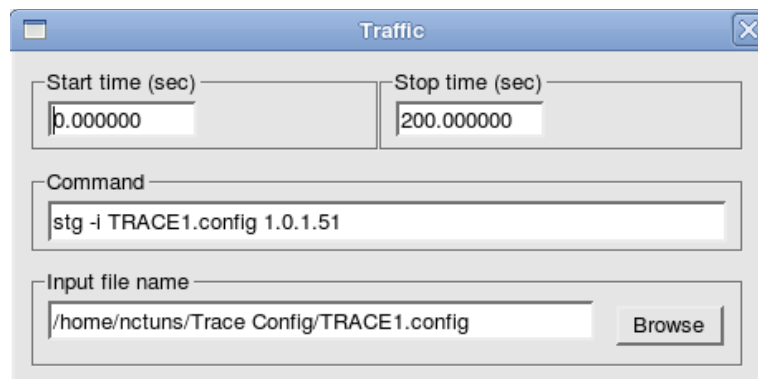 Traffic
Start time (sec)
0.000000
Stop time (sec)
200.000000
Command
stg -i TRACE1.config 1.0.1.51
Input file name
/home/nctuns/Trace Config/TRACE1.config
Browse